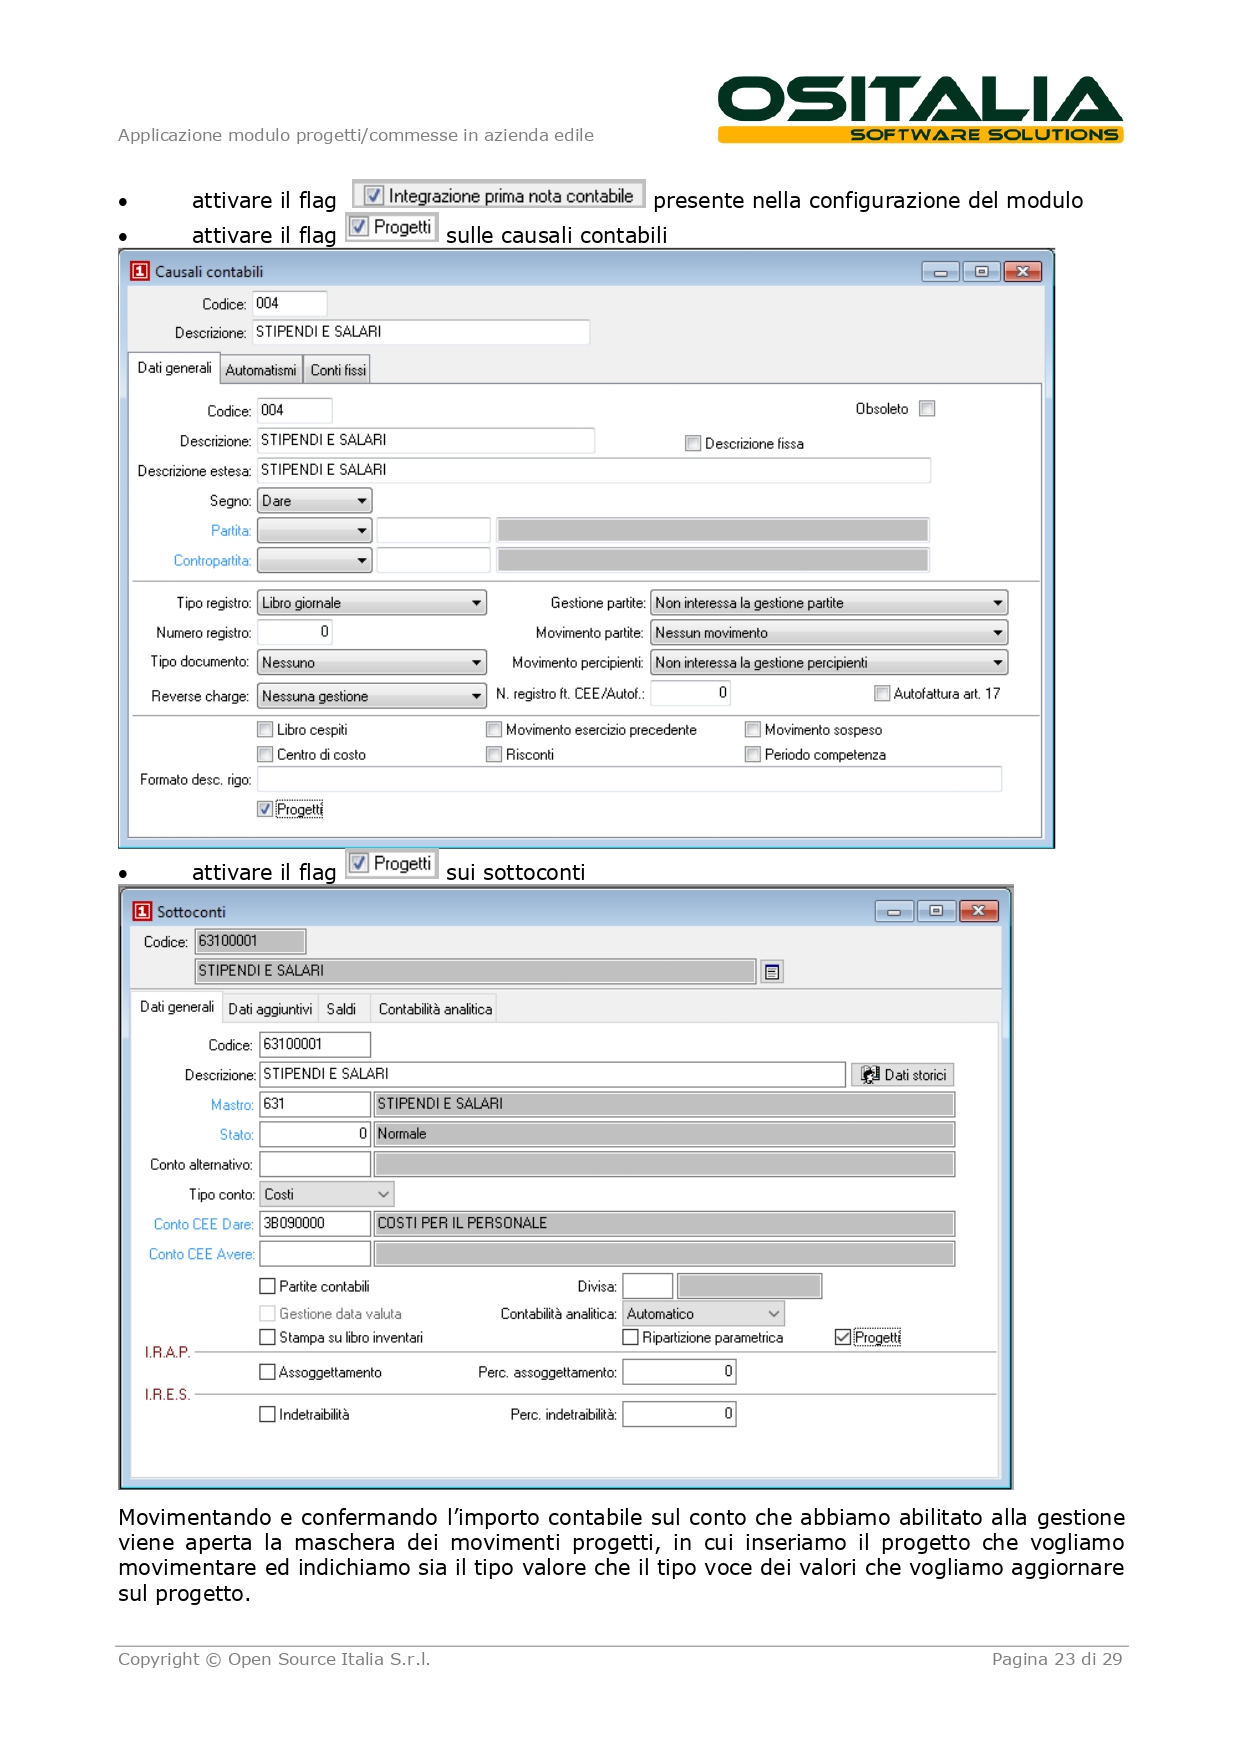 OSITALIA
SOFTWARE SOLUTIONS
Applicazione modulo progetti/commesse in azienda edile
• attivare il flag Integrazione prima nota contabile presente nella configurazione del modulo
• attivare il flag Progetti sulle causali contabili
Causali contabili
Codice: 004
Descrizione: STIPENDI E SALARI
Dati generali Automatismi Conti fissi
Codice: 004 Obsoleto
Descrizione: STIPENDI E SALARI Descrizione fissa
Descrizione estesa: STIPENDI E SALARI
Segno: Dare
Partita:
Contropartita:
Tipo registro: Libro giornale Gestione partite: Non interessa la gestione partite
Numero registro: 0 Movimento partite: Nessun movimento
Tipo documento: Nessuno Movimento percipienti: Non interessa la gestione percipienti
Reverse charge: Nessuna gestione N. registro ft. CEE/Autof.: 0 Autofattura art. 17
Libro cespiti Movimento esercizio precedente Movimento sospeso
Centro di costo Risconti Periodo competenza
Formato desc. rigo:
Progetti
• attivare il flag Progetti sui sottoconti
Sottoconti
Codice: 63100001
STIPENDI E SALARI
Dati generali Dati aggiuntivi Saldi Contabilità analitica
Codice: 63100001
Descrizione: STIPENDI E SALARI Dati storici
Mastro: 631 STIPENDI E SALARI
Stato: 0 Normale
Conto alternativo:
Tipo conto: Costi
Conto CEE Dare: 3B090000 COSTI PER IL PERSONALE
Conto CEE Avere:
Partite contabili Divisa:
Gestione data valuta Contabilità analitica: Automatico
Stampa su libro inventari Ripartizione parametrica Progetti
I.R.A.P.
Assoggettamento Perc. assoggettamento: 0
I.R.E.S.
Indetraibilità Perc. indetraibilità: 0
Movimentando e confermando l’importo contabile sul conto che abbiamo abilitato alla gestione
viene aperta la maschera dei movimenti progetti, in cui inseriamo il progetto che vogliamo
movimentare ed indichiamo sia il tipo valore che il tipo voce dei valori che vogliamo aggiornare
sul progetto.
Copyright © Open Source Italia S.r.l. Pagina 23 di 29